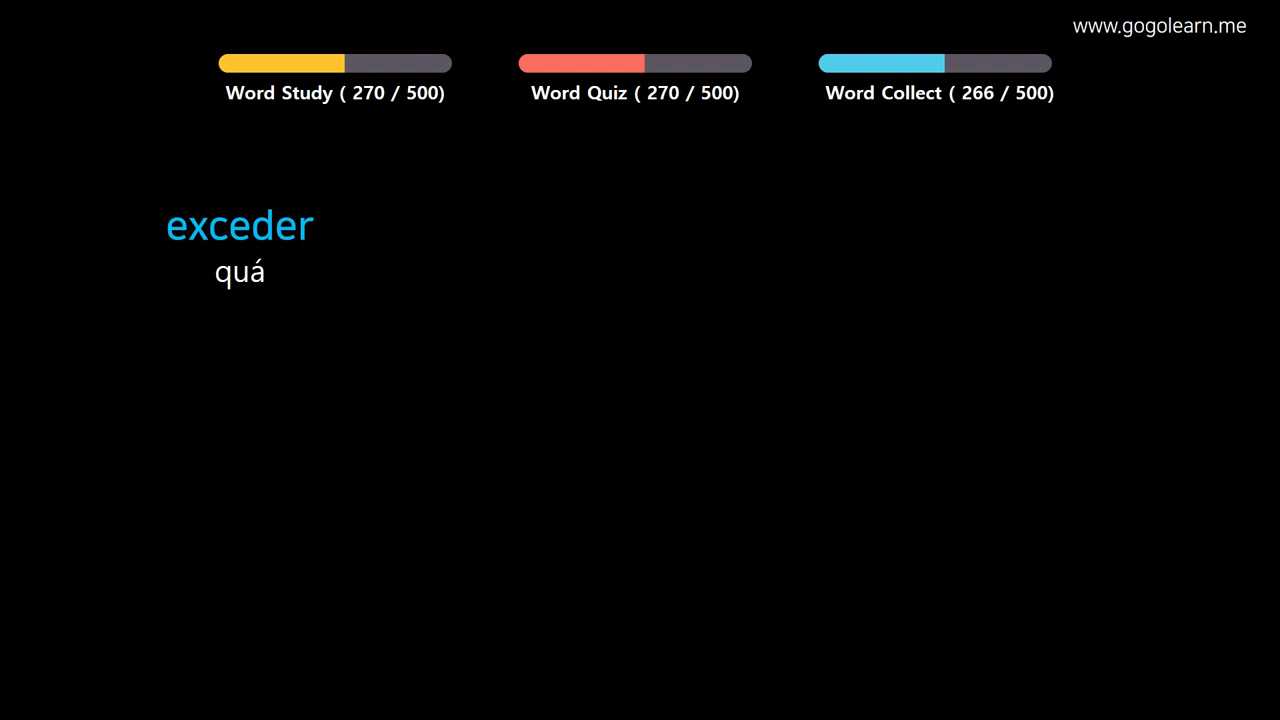 www.gogolearn.me
Word Study ( 270 / 500)
Word Quiz ( 270 / 500)
Word Collect ( 266 / 500)
exceder
quá